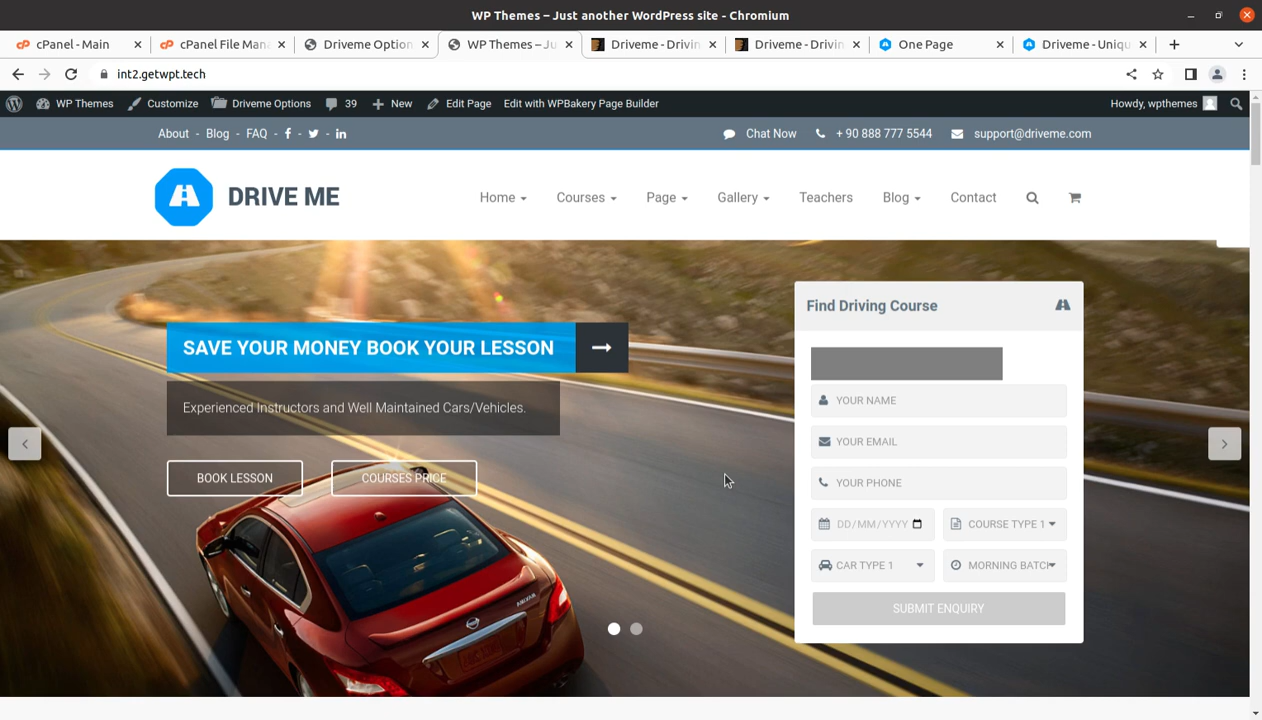 WP Themes – Just another WordPress site - Chromium
cPanel - Main
cPanel File Man
Driveme Option
WP Themes – Ju
Driveme - Drivin
Driveme - Drivin
One Page
Driveme - Uniqu
int2.getwpt.tech
WP Themes
Customize
Driveme Options
39
New
Edit Page
Edit with WPBakery Page Builder
Howdy, wpthemes
About - Blog - FAQ - f - - in
Chat Now
+ 90 888 777 5544
support@driveme.com
DRIVE ME
Home
Courses
Page
Gallery
Teachers
Blog
Contact
SAVE YOUR MONEY BOOK YOUR LESSON
Experienced Instructors and Well Maintained Cars/Vehicles.
BOOK LESSON
COURSES PRICE
Find Driving Course
YOUR NAME
YOUR EMAIL
YOUR PHONE
DD/MM/YYYY
COURSE TYPE 1
CAR TYPE 1
MORNING BATCH
SUBMIT ENQUIRY